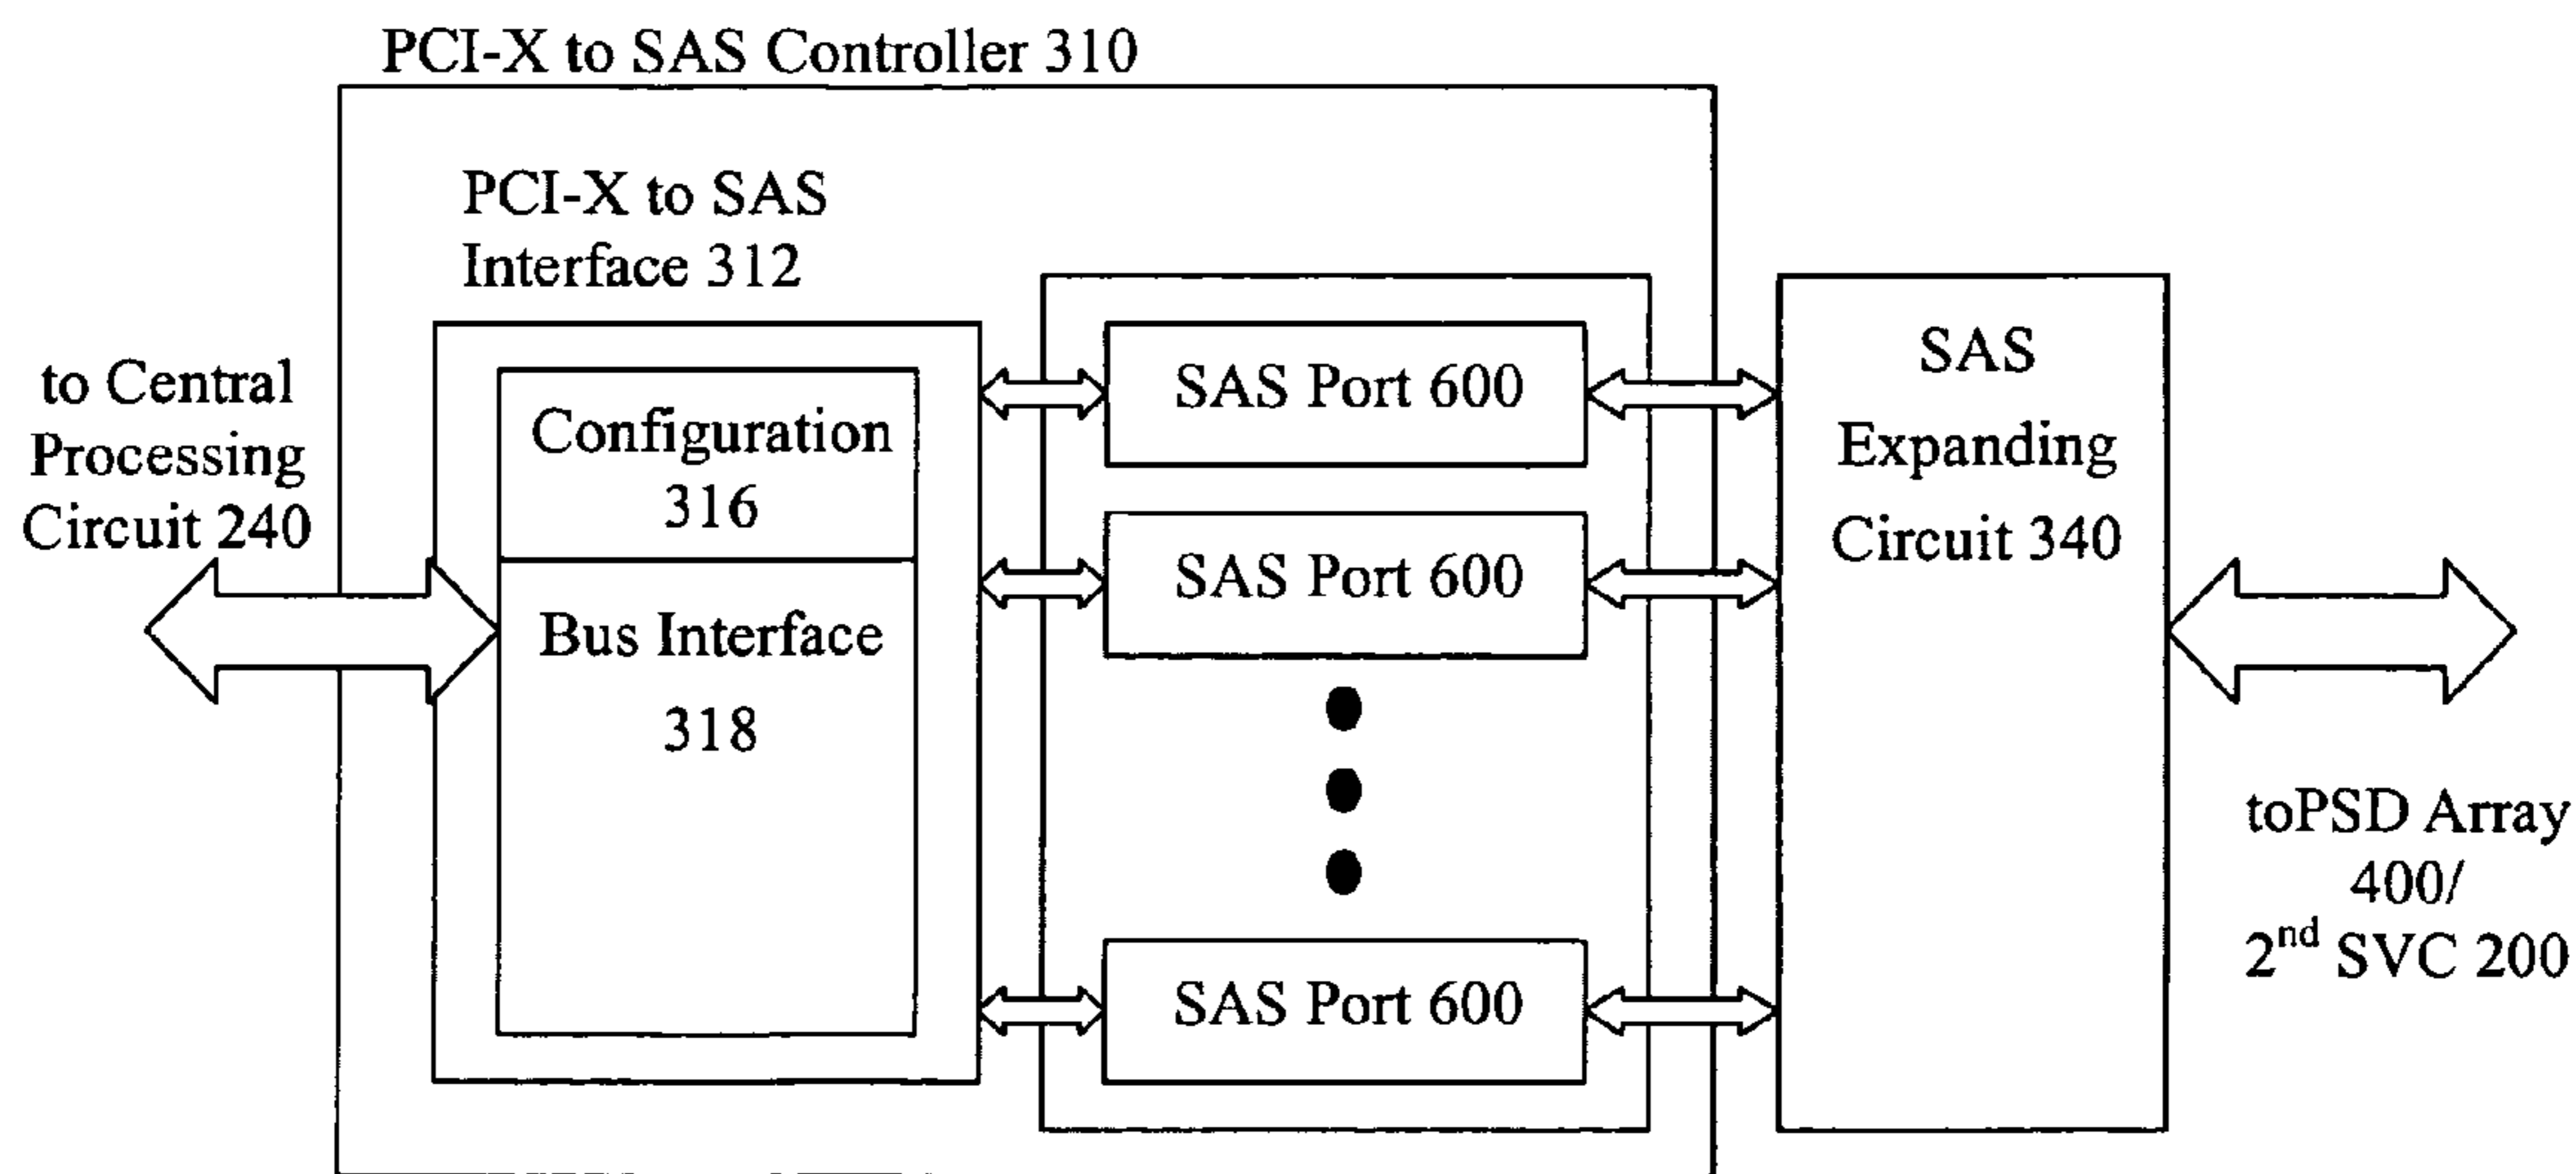 PCI-X to SAS Controller 310
PCI-X to SAS
Interface 312
to Central
Processing
Circuit 240
Configuration
316
Bus Interface
318
SAS Port 600
SAS Port 600
SAS Port 600
SAS
Expanding
Circuit 340
toPSD Array
400/
2nd SVC 200